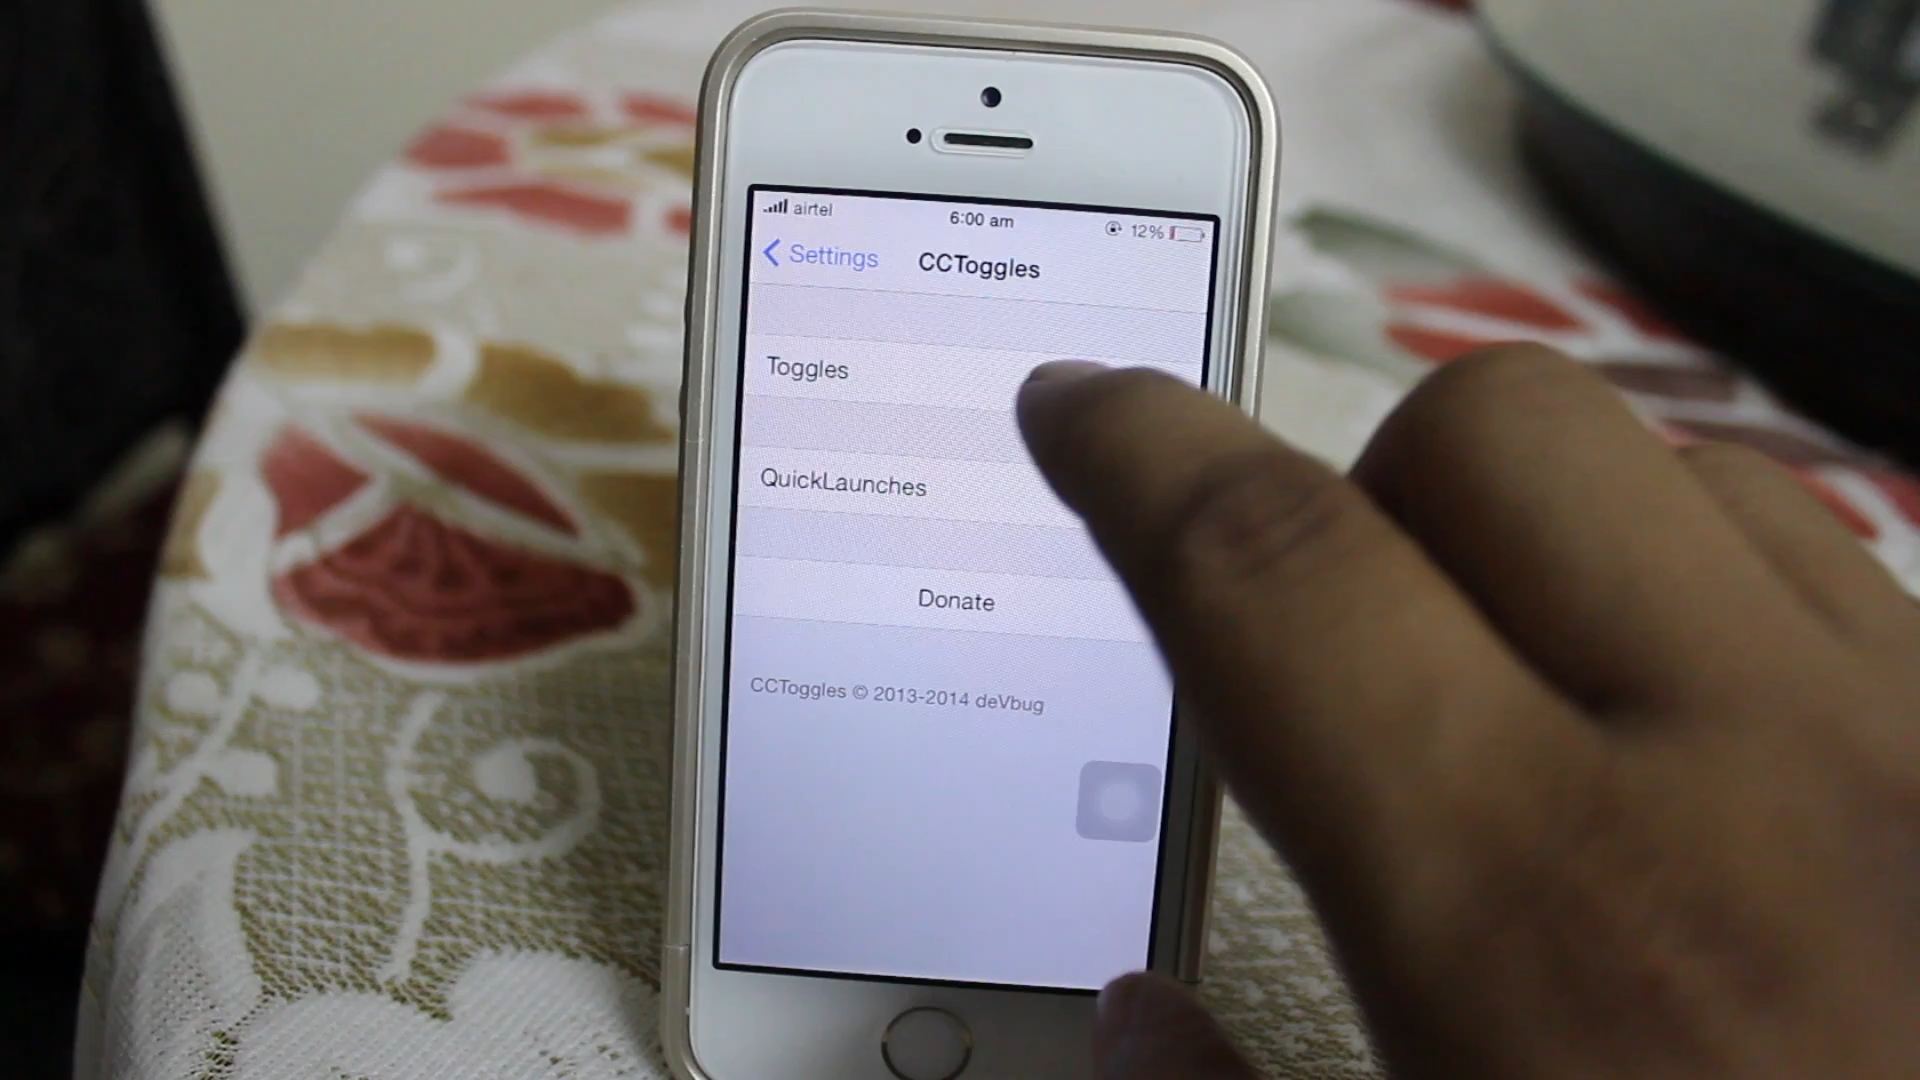 airtel 6:00 am 12%
Settings CCToggles
Toggles
QuickLaunches
Donate
CCToggles © 2013-2014 deVbug